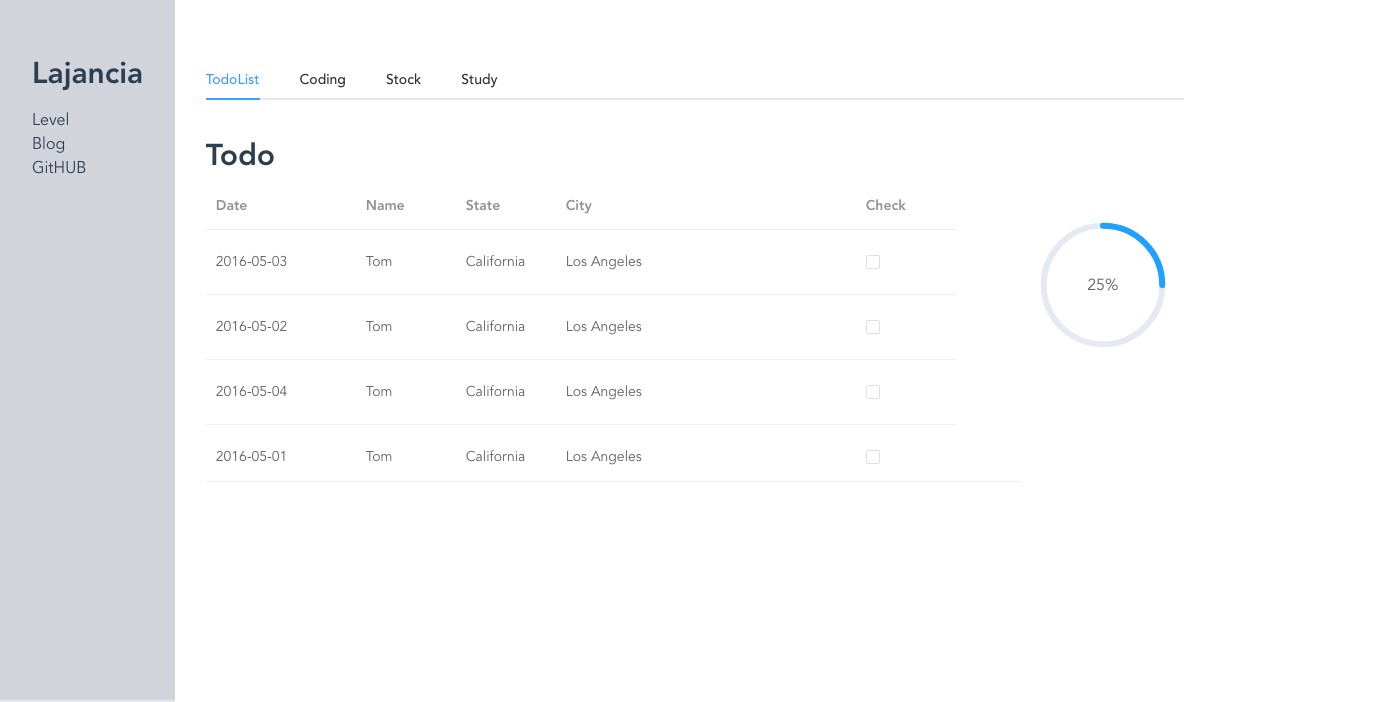 Lajancia
Level
Blog
GitHUB
TodoList Coding Stock Study
Todo
Date Name State City Check
2016-05-03 Tom California Los Angeles
2016-05-02 Tom California Los Angeles
2016-05-04 Tom California Los Angeles
2016-05-01 Tom California Los Angeles
25%